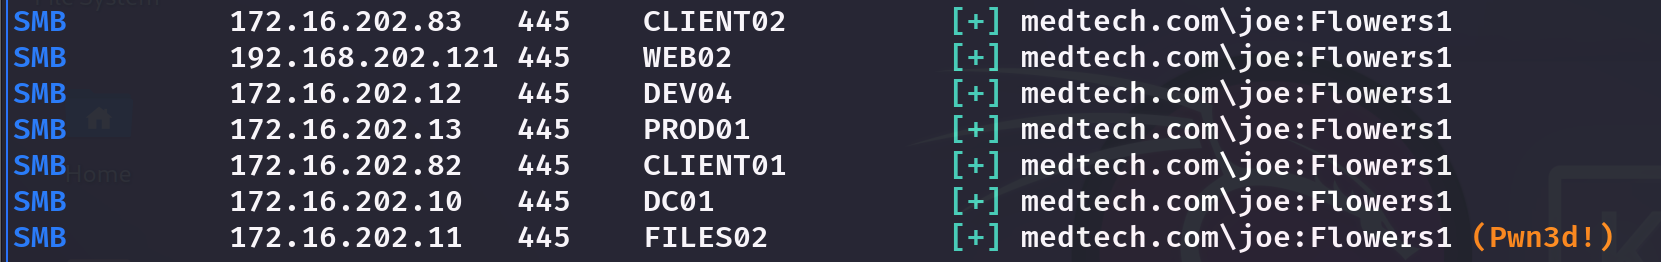 File System
SMB 172.16.202.83 445 CLIENT02 [+] medtech.com\joe:Flowers1
SMB 192.168.202.121 445 WEB02 [+] medtech.com\joe:Flowers1
SMB 172.16.202.12 445 DEV04 [+] medtech.com\joe:Flowers1
SMB 172.16.202.13 445 PROD01 [+] medtech.com\joe:Flowers1
SMB 172.16.202.82 445 CLIENT01 [+] medtech.com\joe:Flowers1
Home
SMB 172.16.202.10 445 DC01 [+] medtech.com\joe:Flowers1
SMB 172.16.202.11 445 FILES02 [+] medtech.com\joe:Flowers1 (Pwn3d!)